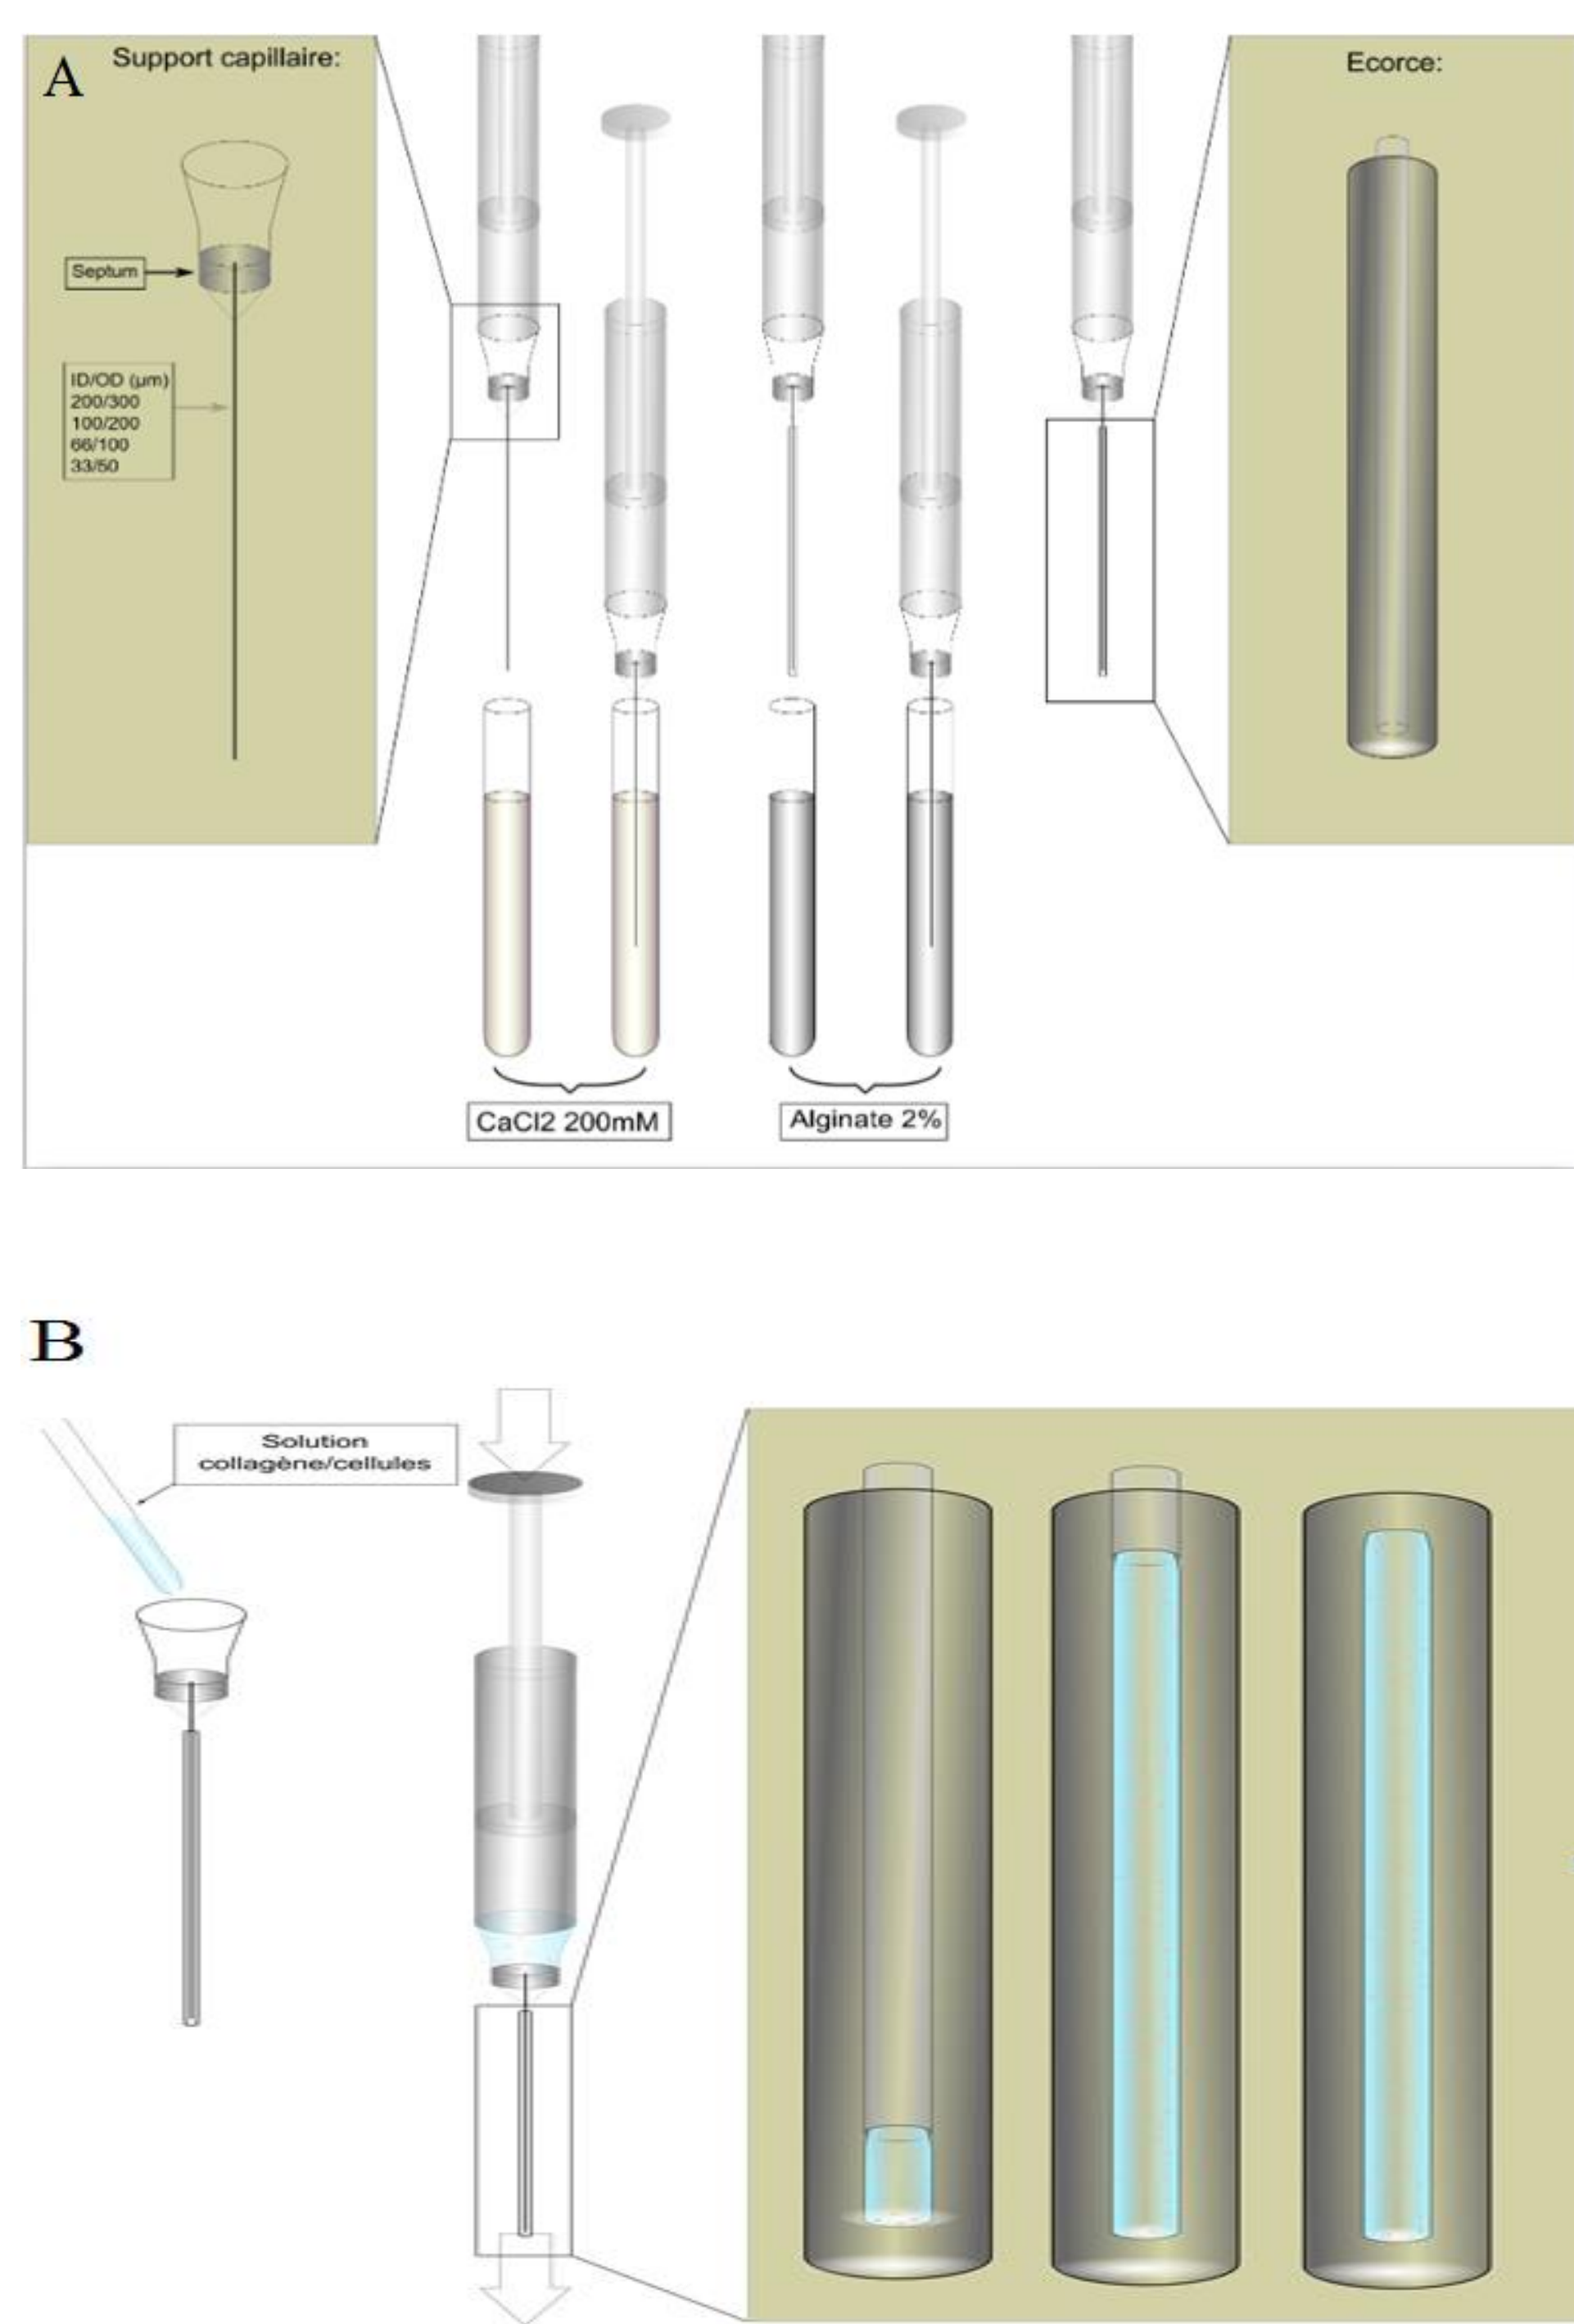 A
Support capillaire:
Ecorce:
Septum
ID/OD (µm)
200/300
100/200
66/100
33/50
CaCl2 200mM
Alginate 2%
B
Solution
collagène/cellules